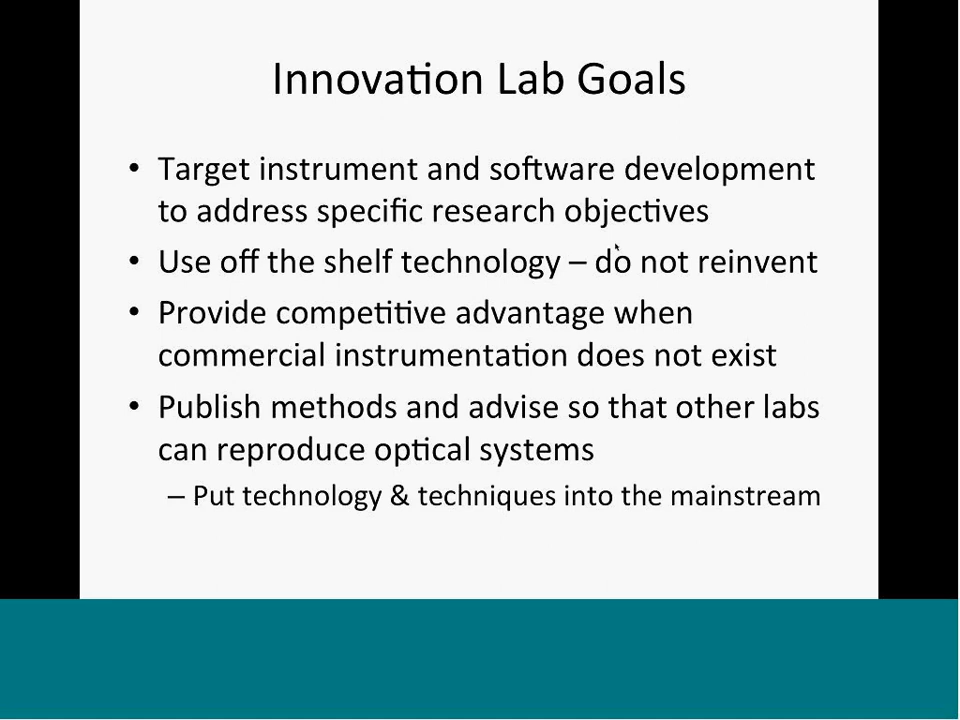 Innovation Lab Goals
• Target instrument and software development
to address specific research objectives
• Use off the shelf technology – do not reinvent
• Provide competitive advantage when
commercial instrumentation does not exist
• Publish methods and advise so that other labs
can reproduce optical systems
– Put technology & techniques into the mainstream